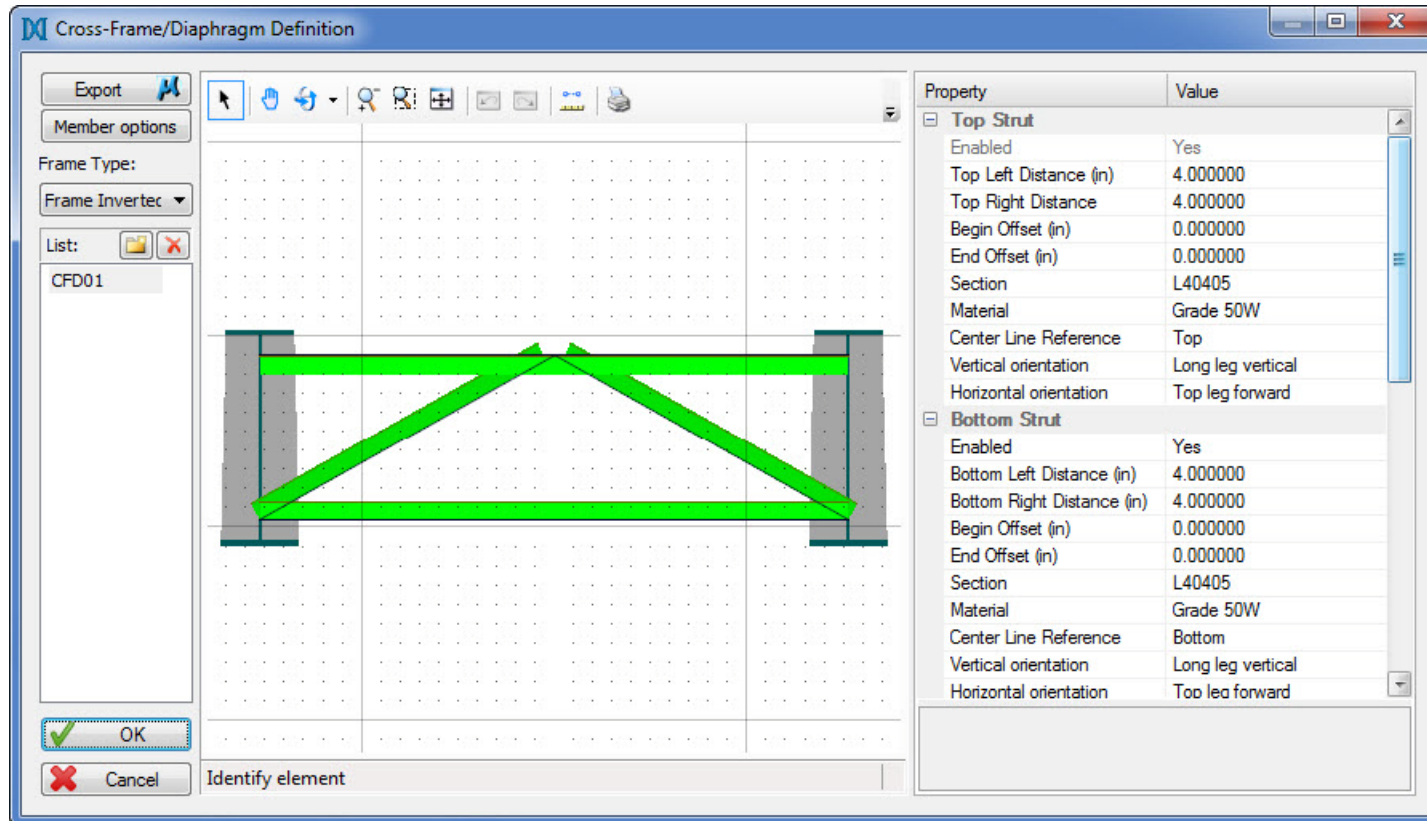 Cross-Frame/Diaphragm Definition
Export
Member options
Frame Type:
Frame Invertec
List:
CFD01
OK
Cancel
Identify element
Property Value
Top Strut
Enabled Yes
Top Left Distance (in) 4.000000
Top Right Distance 4.000000
Begin Offset (in) 0.000000
End Offset (in) 0.000000
Section L40405
Material Grade 50W
Center Line Reference Top
Vertical orientation Long leg vertical
Horizontal orientation Top leg forward
Bottom Strut
Enabled Yes
Bottom Left Distance (in) 4.000000
Bottom Right Distance (in) 4.000000
Begin Offset (in) 0.000000
End Offset (in) 0.000000
Section L40405
Material Grade 50W
Center Line Reference Bottom
Vertical orientation Long leg vertical
Horizontal orientation Top leg forward